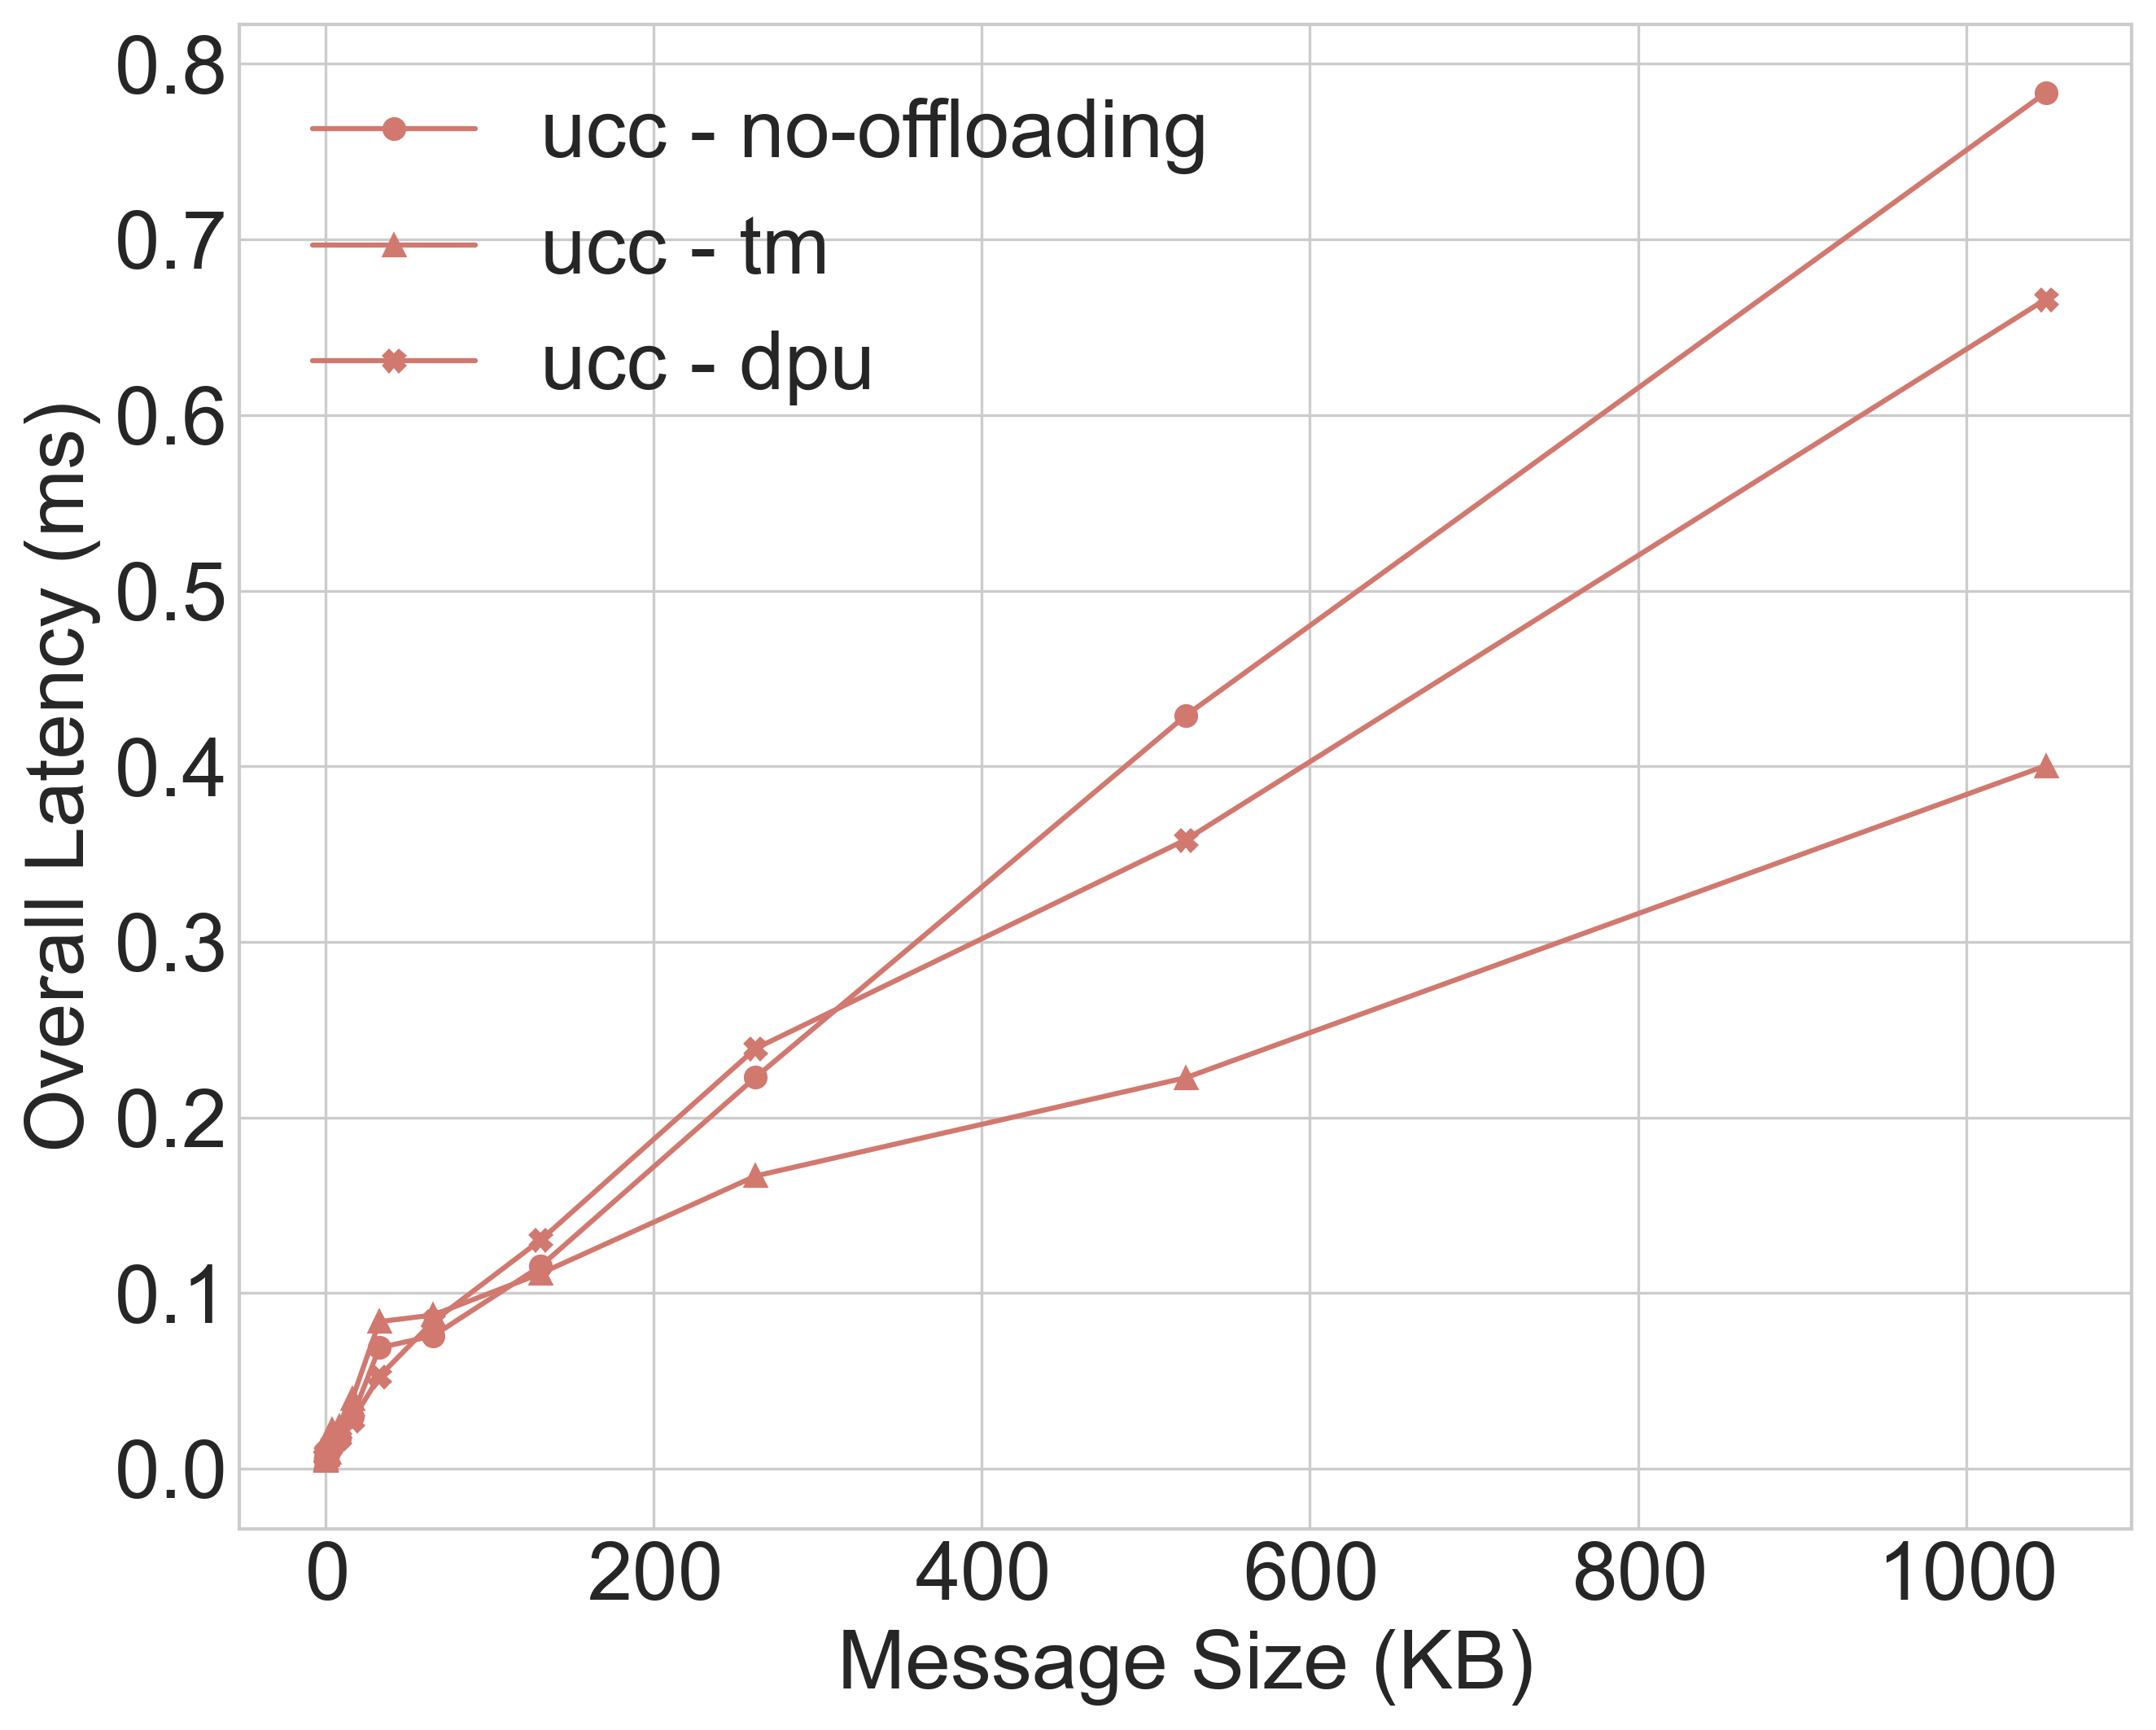 0.8
0.7
0.6
0.5
0.4
0.3
0.2
0.1
0.0
Overall Latency (ms)
ucc - no-offloading
ucc - tm
ucc - dpu
0 200 400 600 800 1000
Message Size (KB)